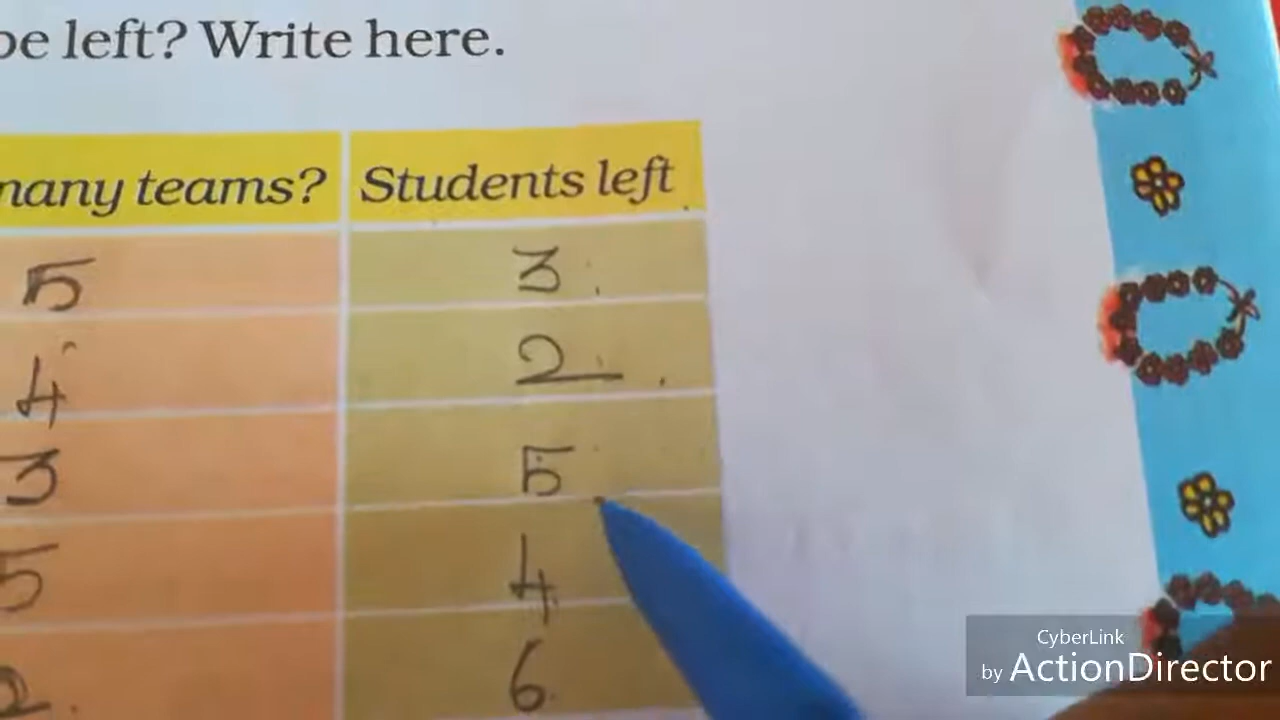 be left? Write here.
many teams? Students left
5 3
4 2
3 5
5 4
2 6
CyberLink
by ActionDirector